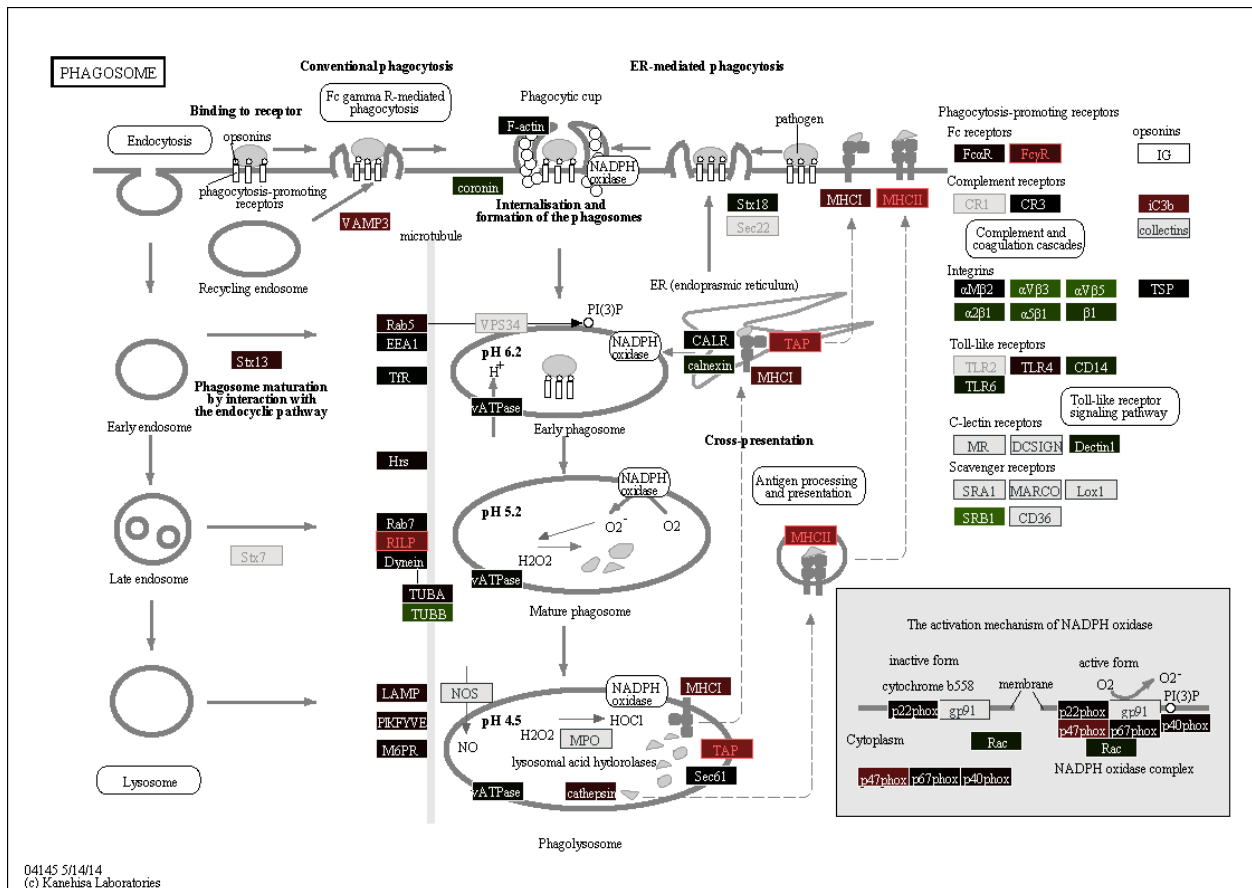 PHAGOSOME
Conventional phagocytosis
ER-mediated phagocytosis
Fc gamma R-mediated
phagocytosis
Binding to receptor
Endocytosis
opsonins
phagocytosis-promoting
receptors
Phagocytic cup
F-actin
NADPH
oxidase
coronin
Internalisation and
formation of the phagosomes
pathogen
Stx18
Sec22
MHCI
MHCII
VAMP3
microtubule
Recycling endosome
ER (endoprasmic reticulum)
Phagocytosis-promoting receptors
Fc receptors
FcαR
FcγR
opsonins
IG
Complement receptors
CR1
CR3
iC3b
collectins
Complement and
coagulation cascades
Integrins
αMβ2
αVβ3
αVβ5
TSP
α2β1
α5β1
β1
Toll-like receptors
TLR2
TLR4
CD14
TLR6
Toll-like receptor
signaling pathway
C-lectin receptors
MR
DCSIGN
Dectin1
Scavenger receptors
SRA1
MARCO
Lox1
SRB1
CD36
Rab5
EEA1
VPS34
PI(3)P
NADPH
oxidase
pH 6.2
H+
TfR
vATPase
Early phagosome
CALR
calnexin
TAP
MHCI
Stx13
Phagosome maturation
by interaction with
the endocyclic pathway
Early endosome
Cross-presentation
Hrs
Antigen processing
and presentation
MHCII
NADPH
oxidase
pH 5.2
O2-
O2
H2O2
vATPase
Mature phagosome
Rab7
RILP
Dynein
TUBA
TUBB
Stx7
Late endosome
LAMP
PIKFYVE
M6PR
NOS
NO
NADPH
oxidase
MHCI
pH 4.5
HOCl
H2O2
MPO
lysosomal acid hydorolases
TAP
Sec61
vATPase
cathepsin
Phagolysosome
Lysosome
The activation mechanism of NADPH oxidase
inactive form
cytochrome b558
p22phox
gp91
membrane
active form
O2
O2-
PI(3)P
p22phox
gp91
p47phox
p67phox
p40phox
Rac
Cytoplasm
Rac
p47phox
p67phox
p40phox
NADPH oxidase complex
04145 5/14/14
(c) Kanehisa Laboratories